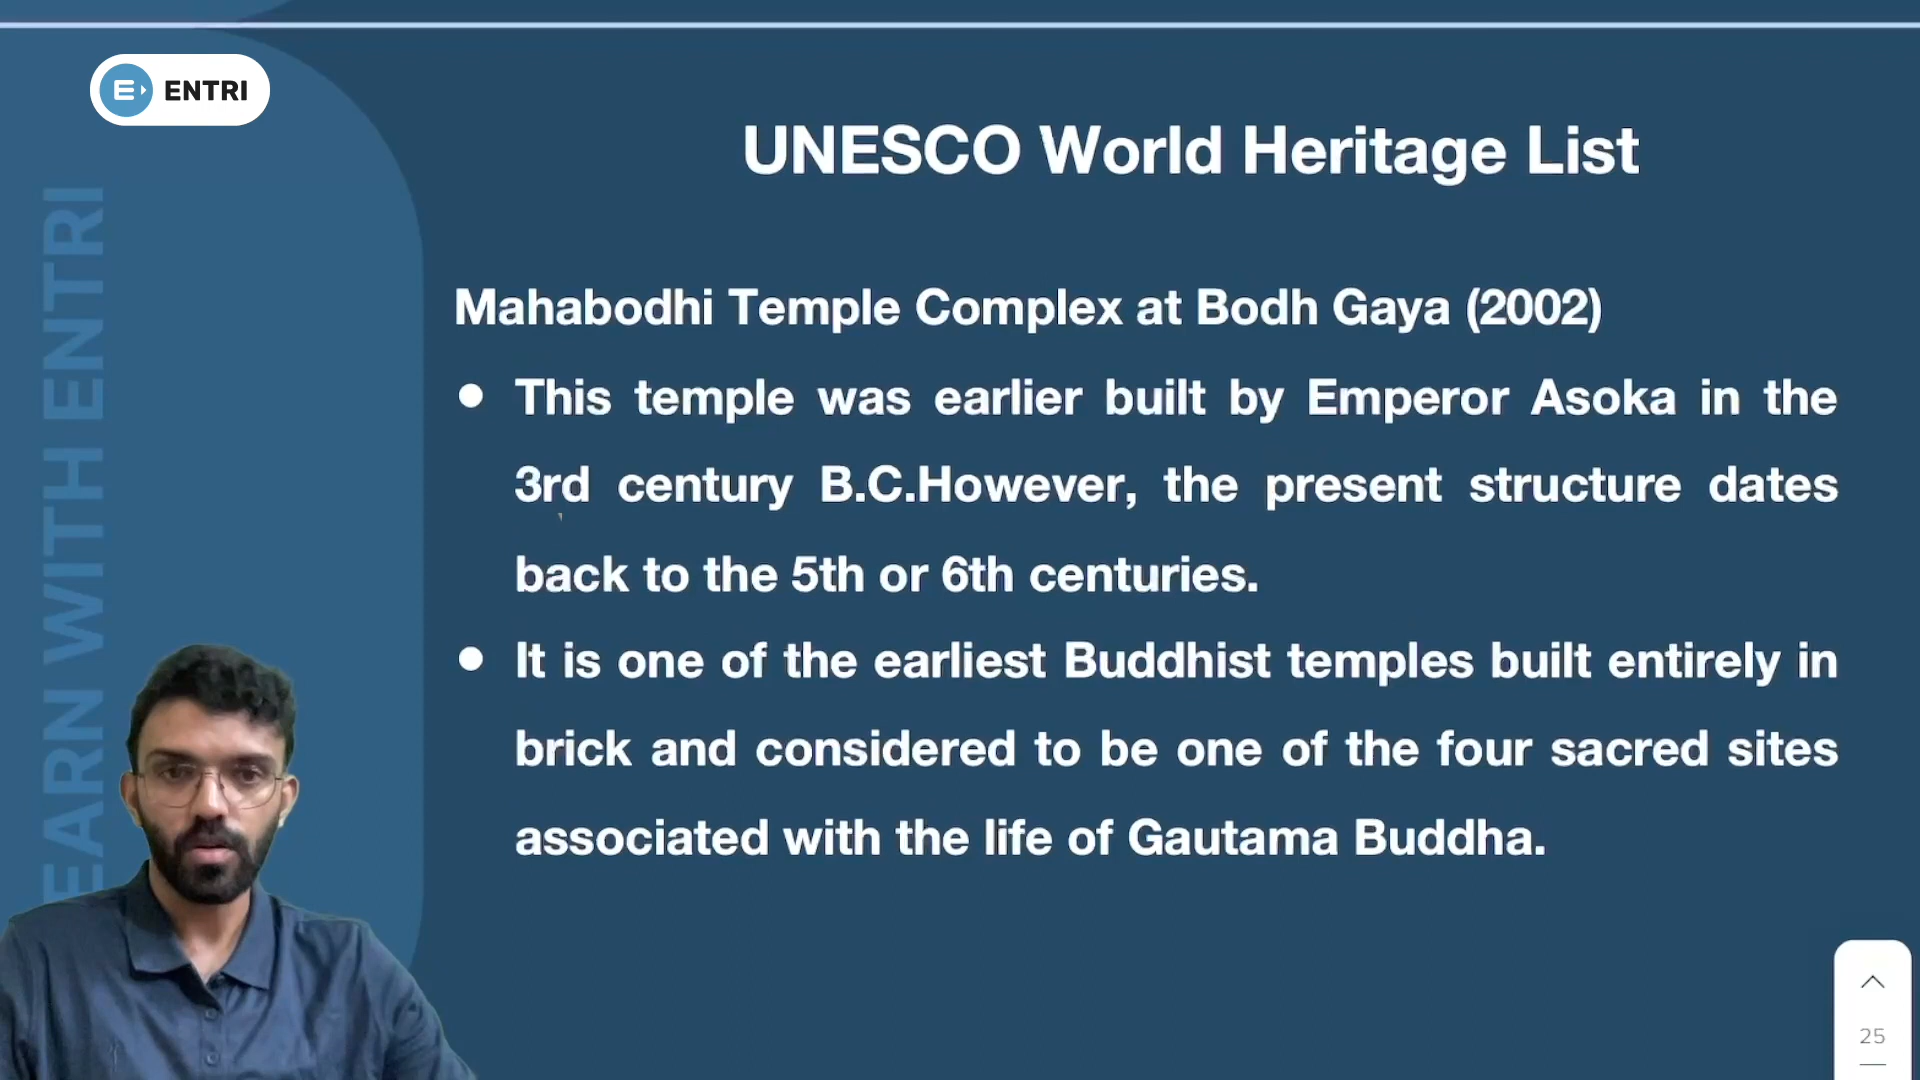 ENTRI
UNESCO World Heritage List
Mahabodhi Temple Complex at Bodh Gaya (2002)
● This temple was earlier built by Emperor Asoka in the
3rd century B.C.However, the present structure dates
back to the 5th or 6th centuries.
● It is one of the earliest Buddhist temples built entirely in
brick and considered to be one of the four sacred sites
associated with the life of Gautama Buddha.
EARN WITH ENTRI
25